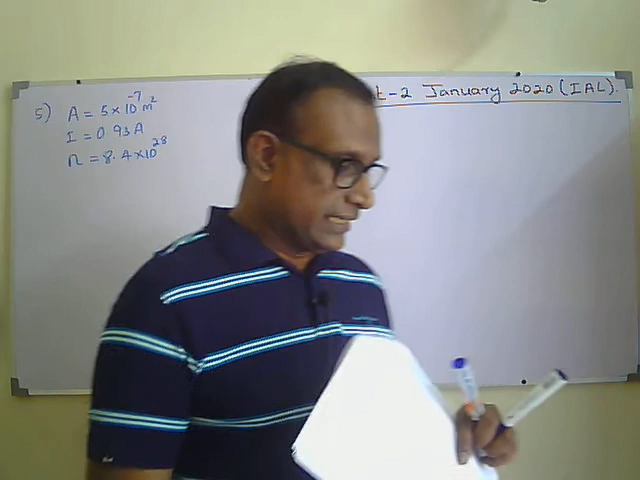 t-2 January 2020 (IAL).
5) A = 5 × 10⁻⁷ m²
I = 0.93 A
n = 8.4 × 10²⁸